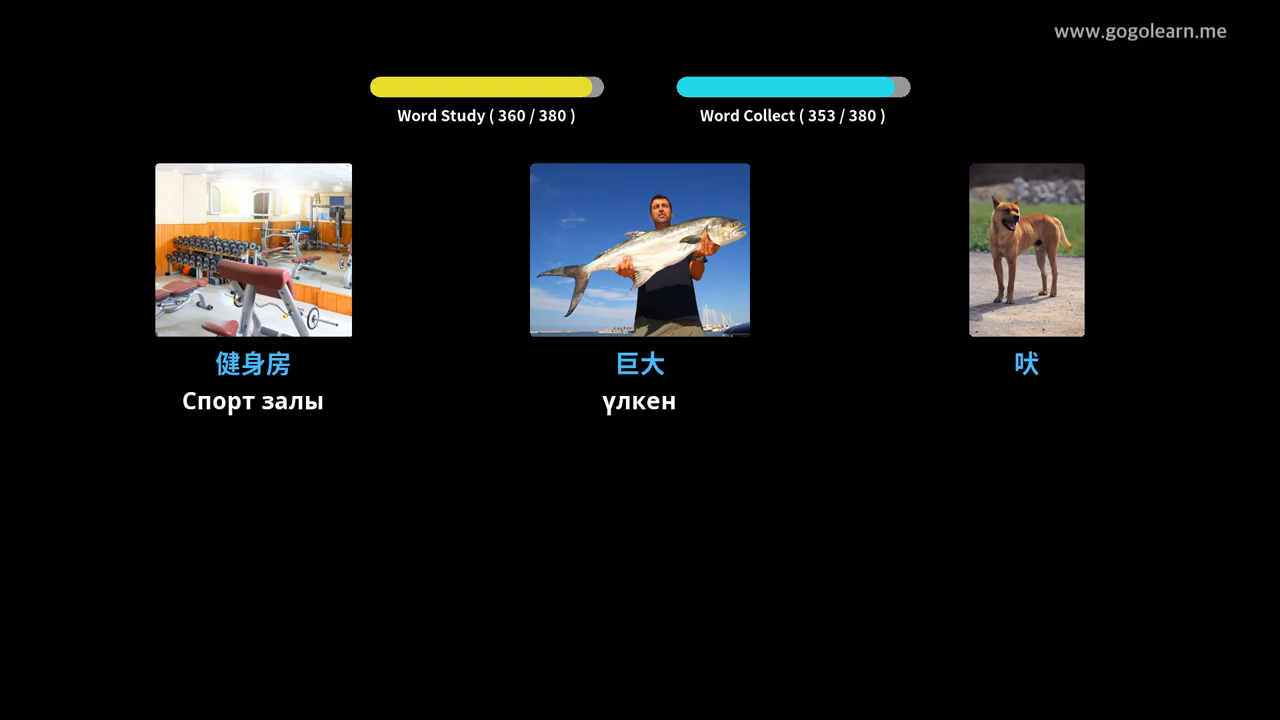 www.gogolearn.me
Word Study ( 360 / 380 )
Word Collect ( 353 / 380 )
健身房
巨大
吠
Спорт залы
үлкен